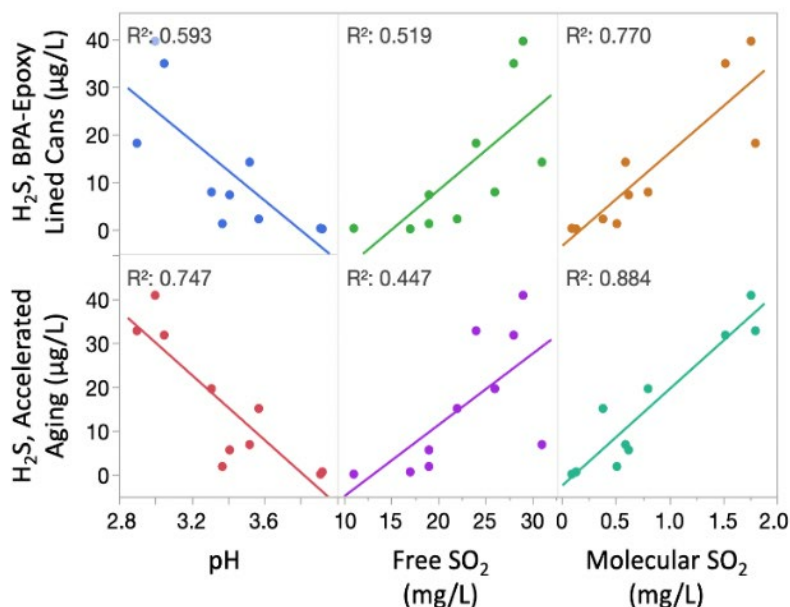 H₂S, BPA-Epoxy
Lined Cans (µg/L)
40
30
20
10
0
R²: 0.593
R²: 0.519
R²: 0.770
H₂S, Accelerated
Aging (µg/L)
40
30
20
10
0
R²: 0.747
R²: 0.447
R²: 0.884
2.8 3.2 3.6 10 15 20 25 30 0 0.5 1.0 1.5 2.0
pH
Free SO₂
(mg/L)
Molecular SO₂
(mg/L)